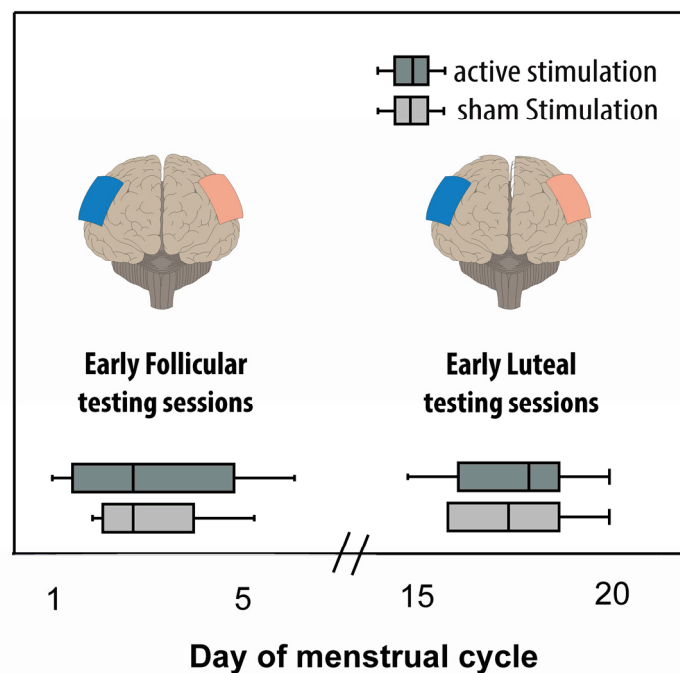 active stimulation
sham Stimulation
Early Follicular
testing sessions
Early Luteal
testing sessions
1 5 15 20
Day of menstrual cycle